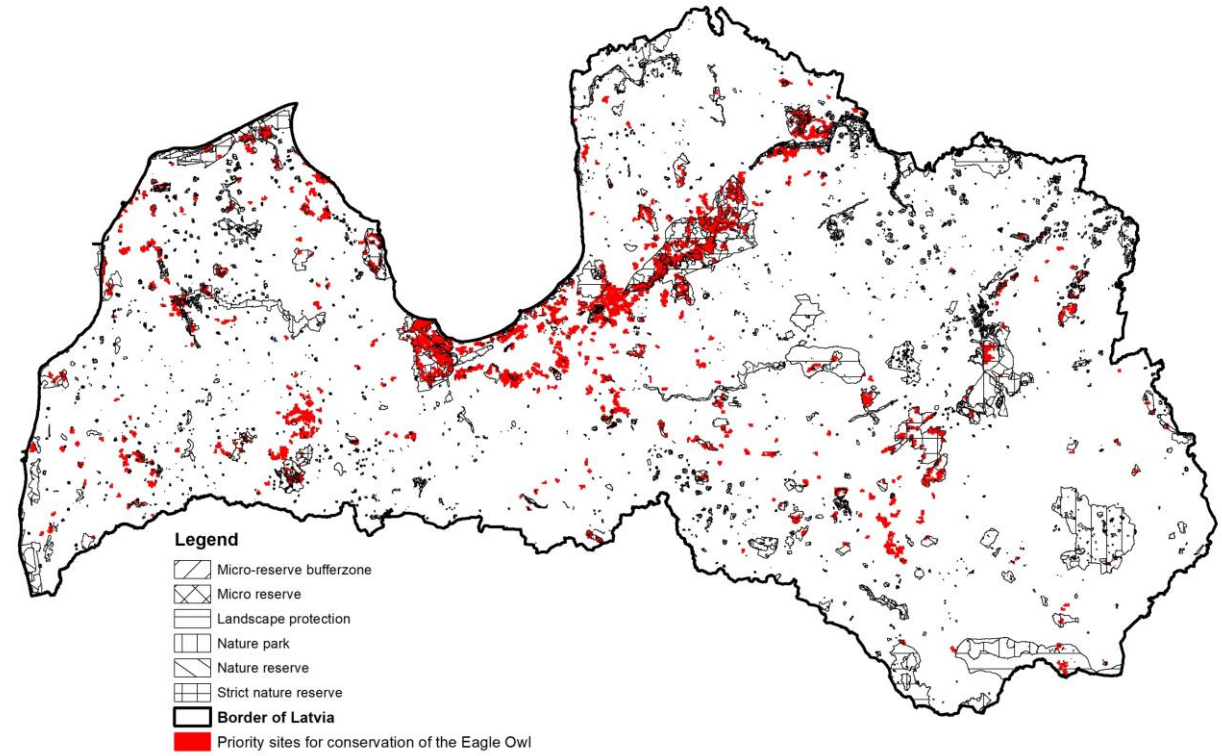 Legend
Micro-reserve bufferzone
Micro reserve
Landscape protection
Nature park
Nature reserve
Strict nature reserve
Border of Latvia
Priority sites for conservation of the Eagle Owl